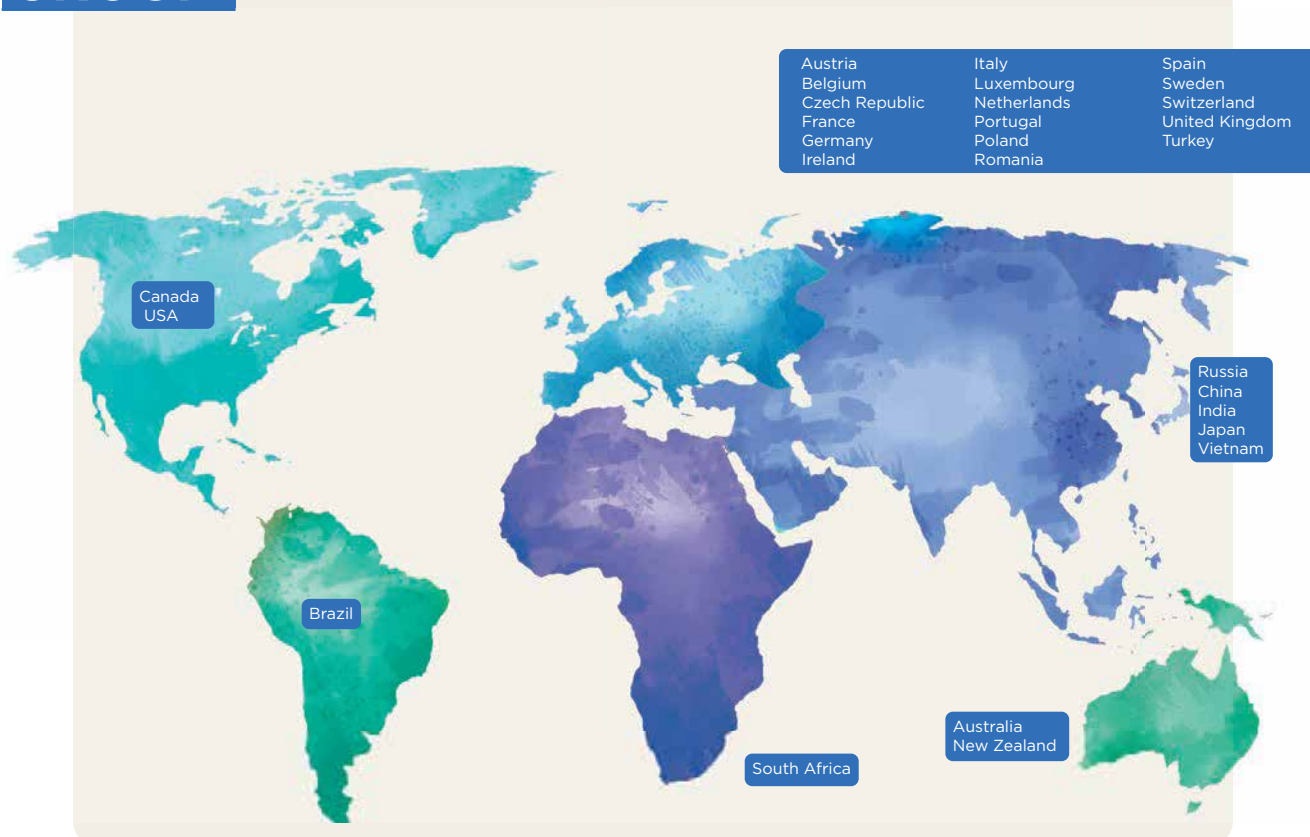 Austria
Belgium
Czech Republic
France
Germany
Ireland
Italy
Luxembourg
Netherlands
Portugal
Poland
Romania
Spain
Sweden
Switzerland
United Kingdom
Turkey
Canada
USA
Russia
China
India
Japan
Vietnam
Brazil
Australia
New Zealand
South Africa